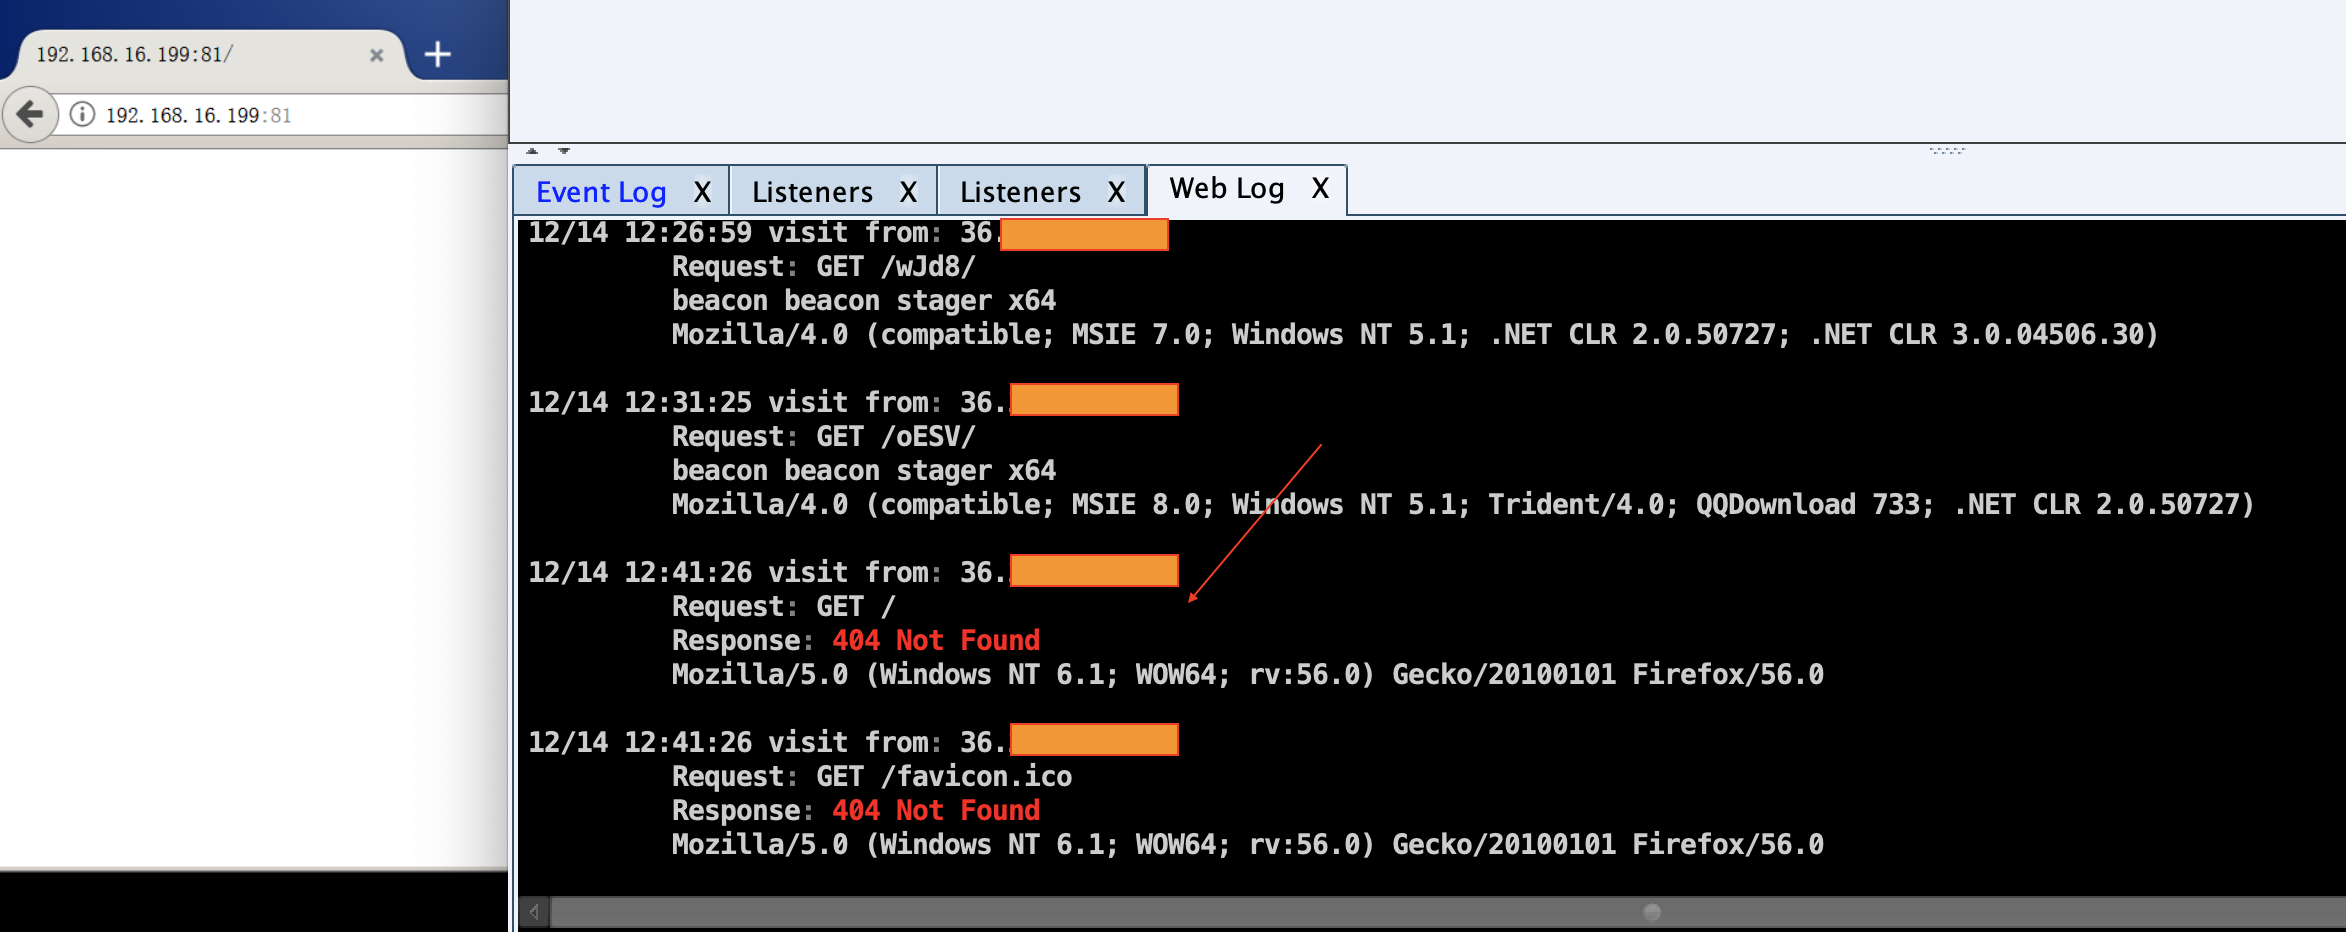 192.168.16.199:81/
192.168.16.199:81
Event Log X Listeners X Listeners X Web Log X
12/14 12:26:59 visit from: 36.
Request: GET /wJd8/
beacon beacon stager x64
Mozilla/4.0 (compatible; MSIE 7.0; Windows NT 5.1; .NET CLR 2.0.50727; .NET CLR 3.0.04506.30)
12/14 12:31:25 visit from: 36.
Request: GET /oESV/
beacon beacon stager x64
Mozilla/4.0 (compatible; MSIE 8.0; Windows NT 5.1; Trident/4.0; QQDownload 733; .NET CLR 2.0.50727)
12/14 12:41:26 visit from: 36.
Request: GET /
Response: 404 Not Found
Mozilla/5.0 (Windows NT 6.1; WOW64; rv:56.0) Gecko/20100101 Firefox/56.0
12/14 12:41:26 visit from: 36.
Request: GET /favicon.ico
Response: 404 Not Found
Mozilla/5.0 (Windows NT 6.1; WOW64; rv:56.0) Gecko/20100101 Firefox/56.0